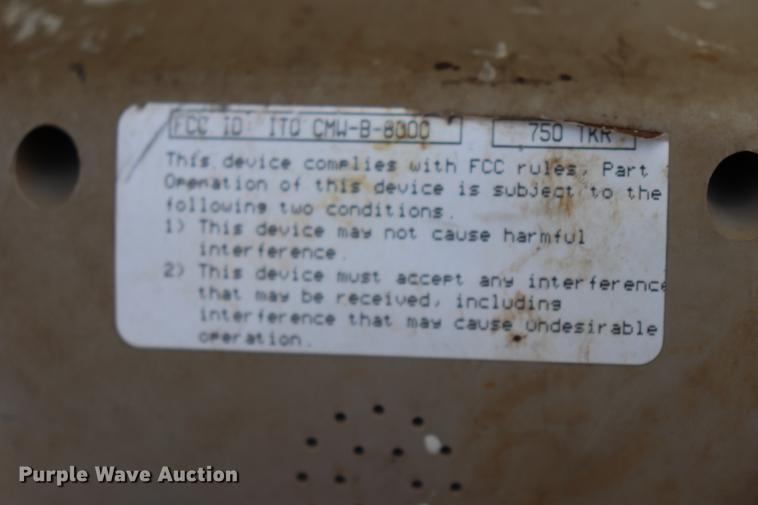 FCC ID: ITQ CMW-B-8000 750 TKR
This device complies with FCC rules, Part
Operation of this device is subject to the
following two conditions.
1) This device may not cause harmful
interference.
2) This device must accept any interference
that may be received, including
interference that may cause undesirable
operation.
Purple Wave Auction